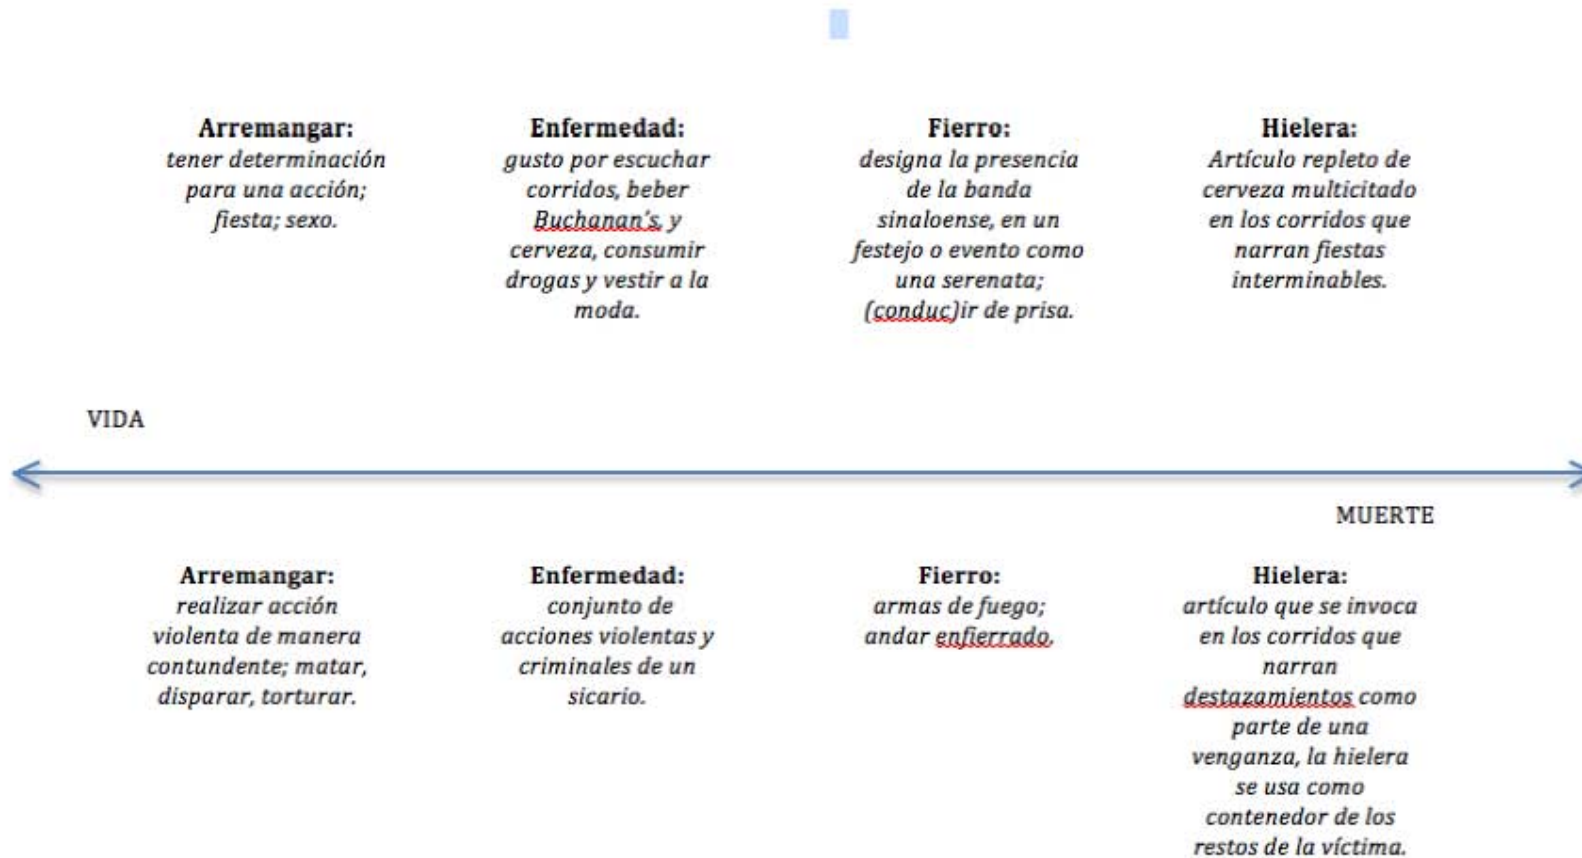 Arremangar:
tener determinación
para una acción;
fiesta; sexo.
Enfermedad:
gusto por escuchar
corridos, beber
Buchanan's, y
cerveza, consumir
drogas y vestir a la
moda.
Fierro:
designa la presencia
de la banda
sinaloense, en un
festejo o evento como
una serenata;
(conduc)ir de prisa.
Hielera:
Artículo repleto de
cerveza multicitado
en los corridos que
narran fiestas
interminables.
VIDA
MUERTE
Arremangar:
realizar acción
violenta de manera
contundente; matar,
disparar, torturar.
Enfermedad:
conjunto de
acciones violentas y
criminales de un
sicario.
Fierro:
armas de fuego;
andar enfierrado.
Hielera:
artículo que se invoca
en los corridos que
narran
destazamientos como
parte de una
venganza, la hielera
se usa como
contenedor de los
restos de la víctima.